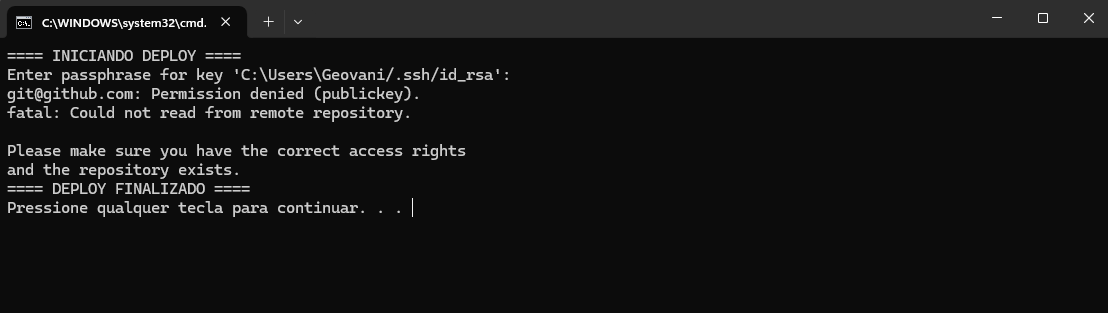 C:\WINDOWS\system32\cmd.
==== INICIANDO DEPLOY ====
Enter passphrase for key 'C:\Users\Geovani/.ssh/id_rsa':
git@github.com: Permission denied (publickey).
fatal: Could not read from remote repository.
Please make sure you have the correct access rights
and the repository exists.
==== DEPLOY FINALIZADO ====
Pressione qualquer tecla para continuar. . .